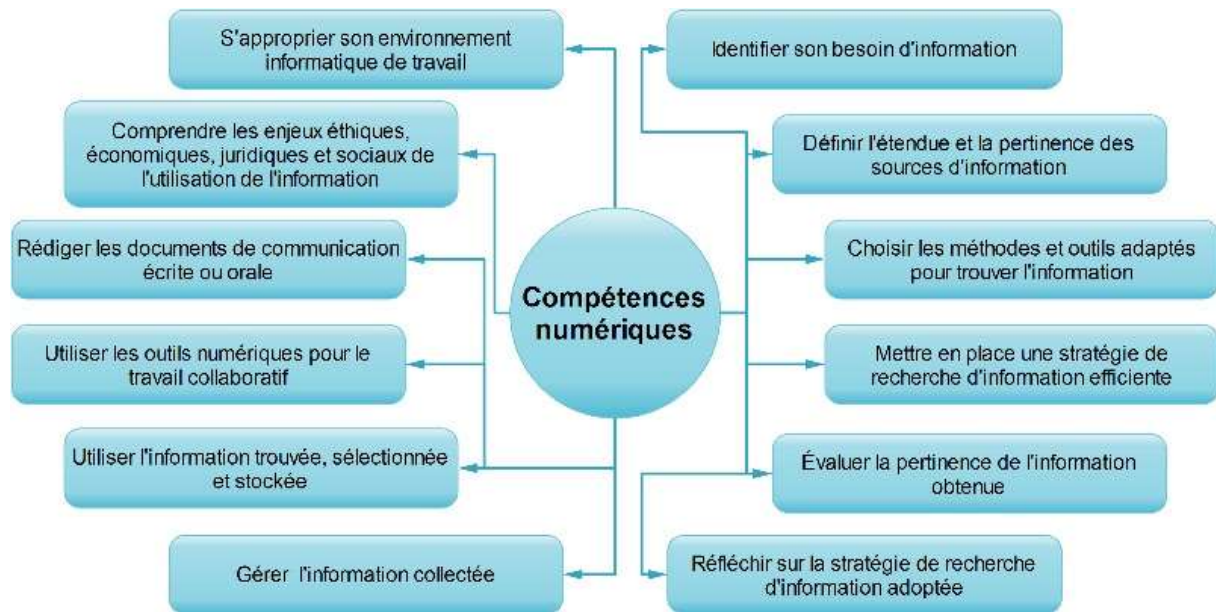 S'approprier son environnement
informatique de travail
Comprendre les enjeux éthiques,
économiques, juridiques et sociaux de
l'utilisation de l'information
Rédiger les documents de communication
écrite ou orale
Utiliser les outils numériques pour le
travail collaboratif
Utiliser l'information trouvée, sélectionnée
et stockée
Gérer l'information collectée
Compétences
numériques
Identifier son besoin d'information
Définir l'étendue et la pertinence des
sources d'information
Choisir les méthodes et outils adaptés
pour trouver l'information
Mettre en place une stratégie de
recherche d'information efficiente
Évaluer la pertinence de l'information
obtenue
Réfléchir sur la stratégie de recherche
d'information adoptée